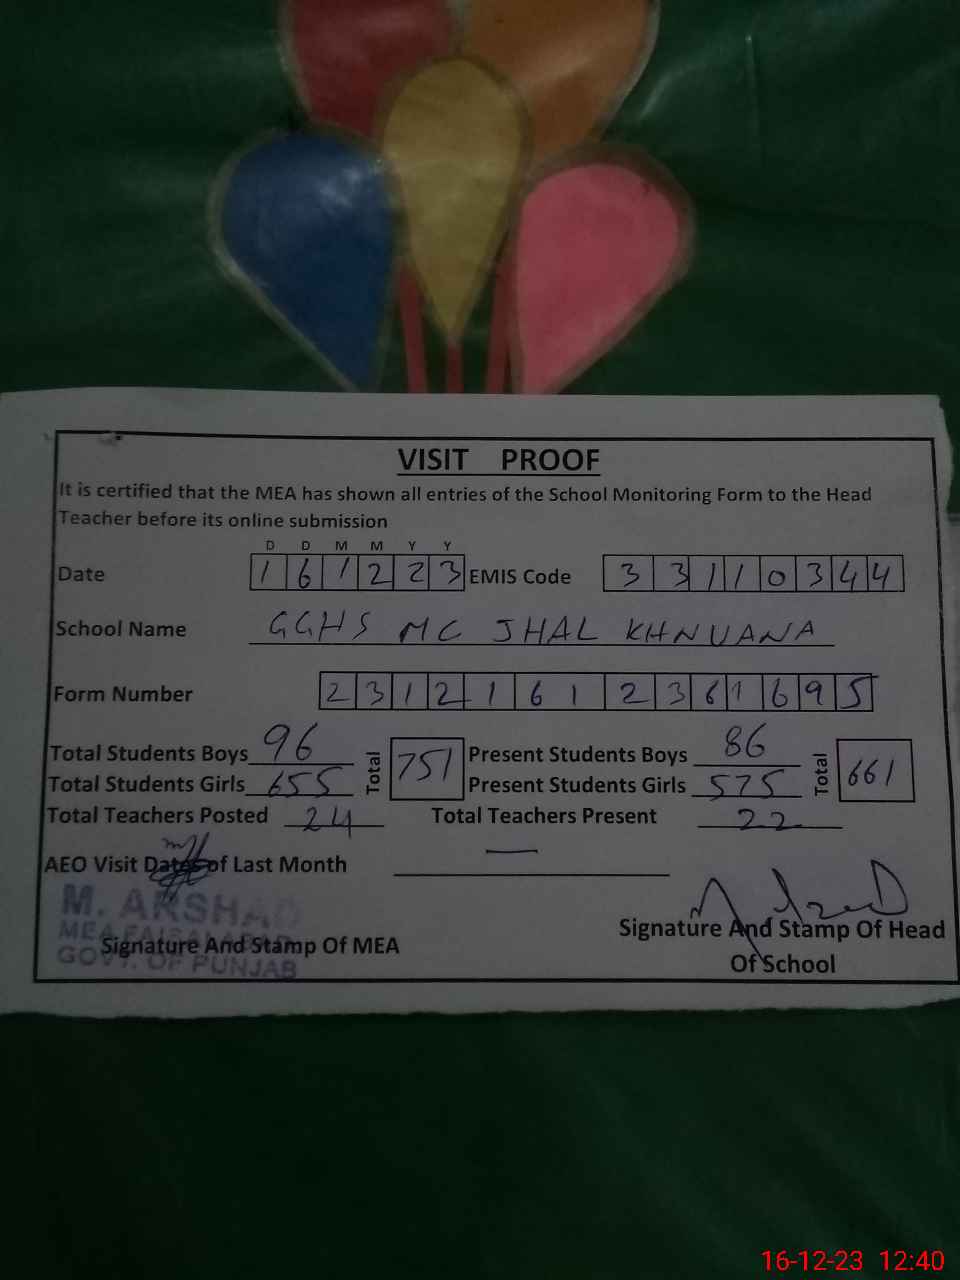 VISIT PROOF
It is certified that the MEA has shown all entries of the School Monitoring Form to the Head
Teacher before its online submission
D D M M Y Y
Date 1 6 1 2 2 3 EMIS Code 3 3 1 1 0 3 4 4
School Name GGHS MC JHAL KHNUANA
Form Number 2 3 1 2 1 6 1 2 3 6 1 6 9 5
Total Students Boys 96 Total 751 Present Students Boys 86 Total 661
Total Students Girls 655 Present Students Girls 575
Total Teachers Posted 24 Total Teachers Present 22
AEO Visit Dates of Last Month —
M. ARSHAD
MEA FAISALABAD
GOVT. OF PUNJAB
Signature And Stamp Of MEA
Signature And Stamp Of Head
Of School
16-12-23 12:40